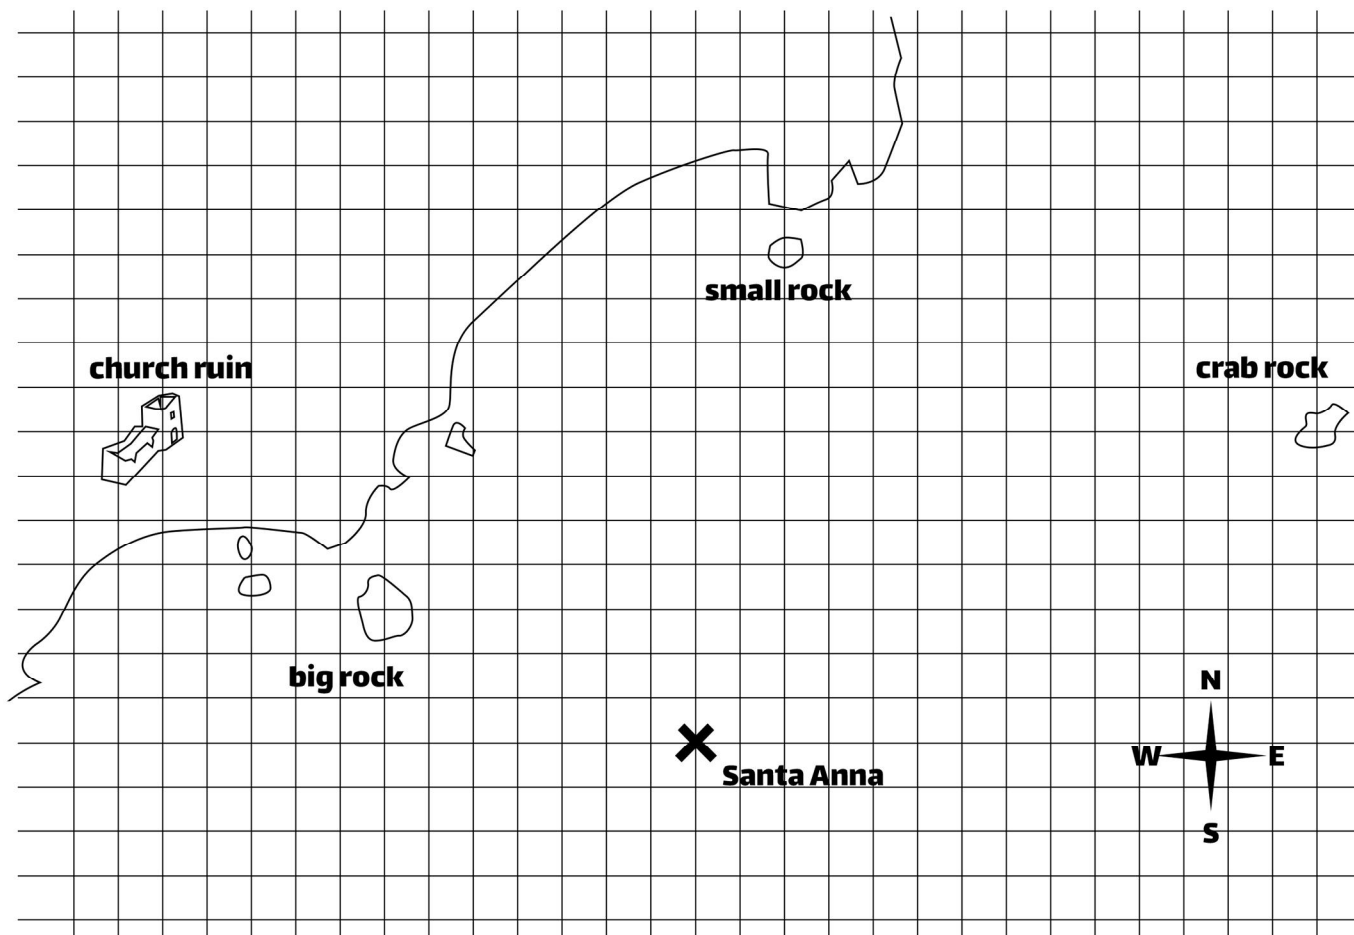 small rock
church ruin
crab rock
big rock
Santa Anna
N
W
E
S